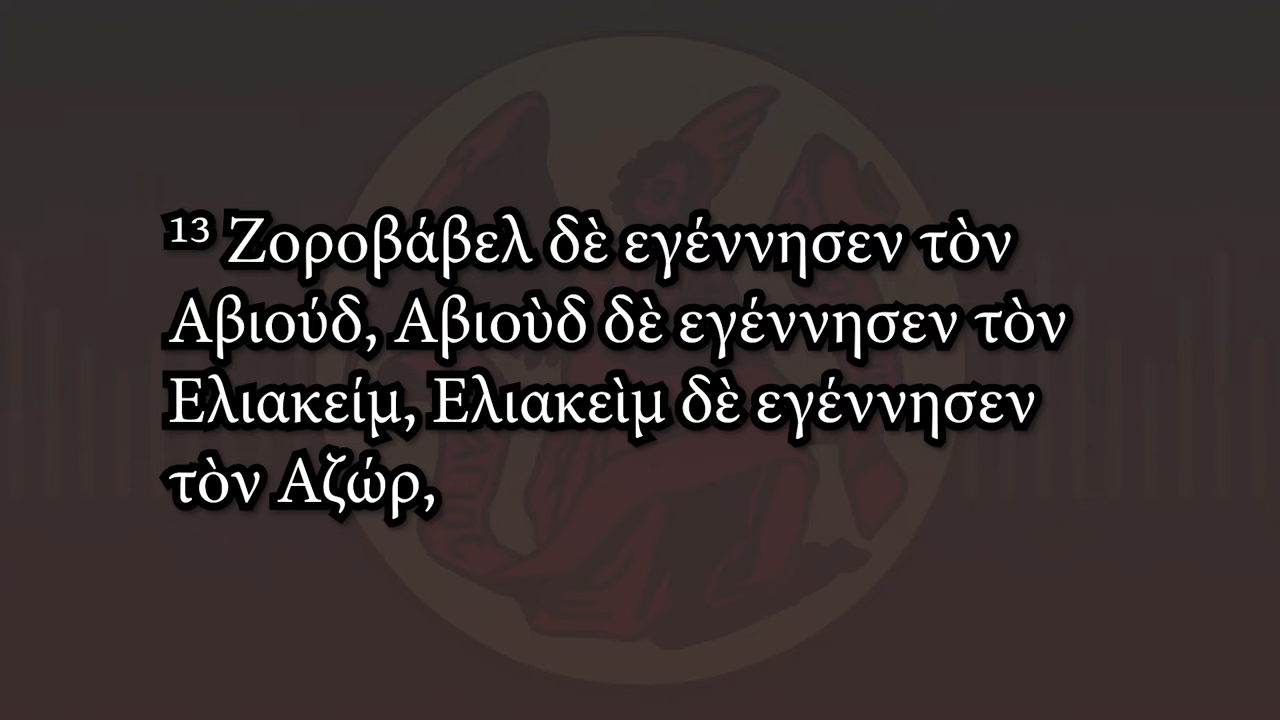 ¹³ Ζοροβάβελ δὲ εγέννησεν τὸν
Αβιούδ, Αβιοὺδ δὲ εγέννησεν τὸν
Ελιακείμ, Ελιακεὶμ δὲ εγέννησεν
τὸν Αζώρ,